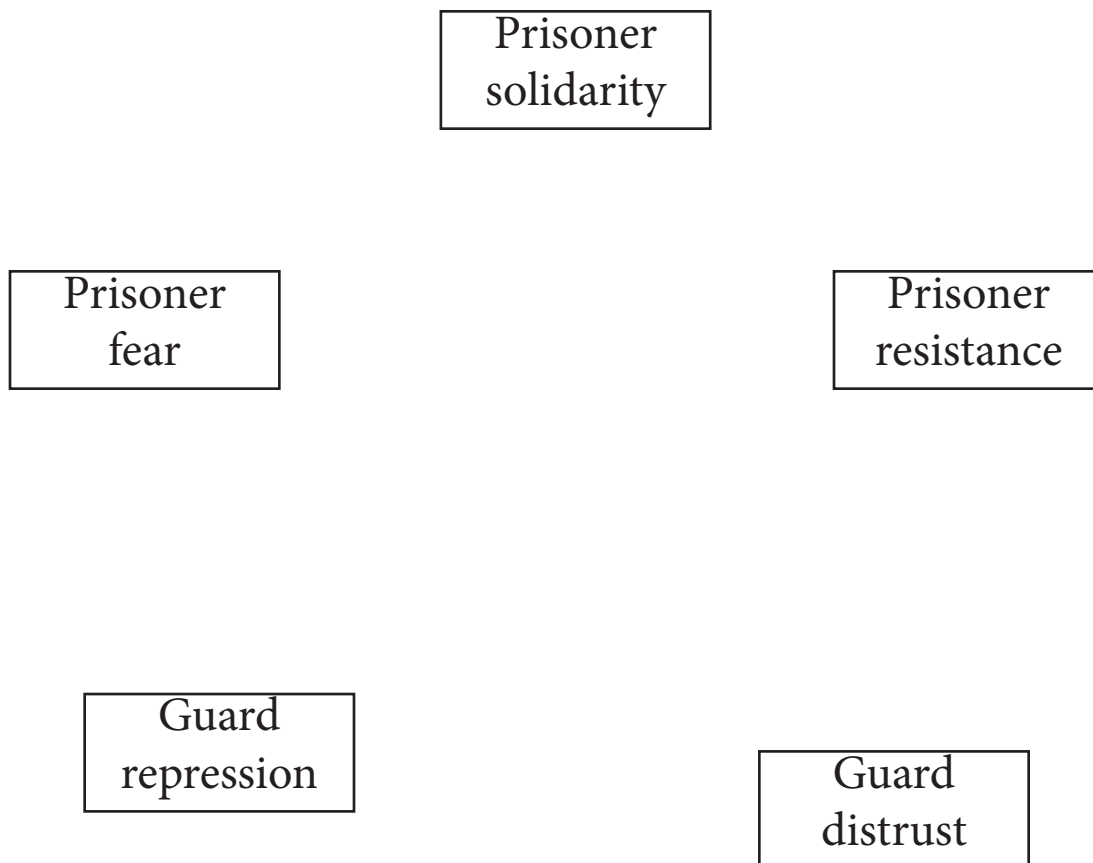 Prisoner
solidarity
Prisoner
fear
Prisoner
resistance
Guard
repression
Guard
distrust